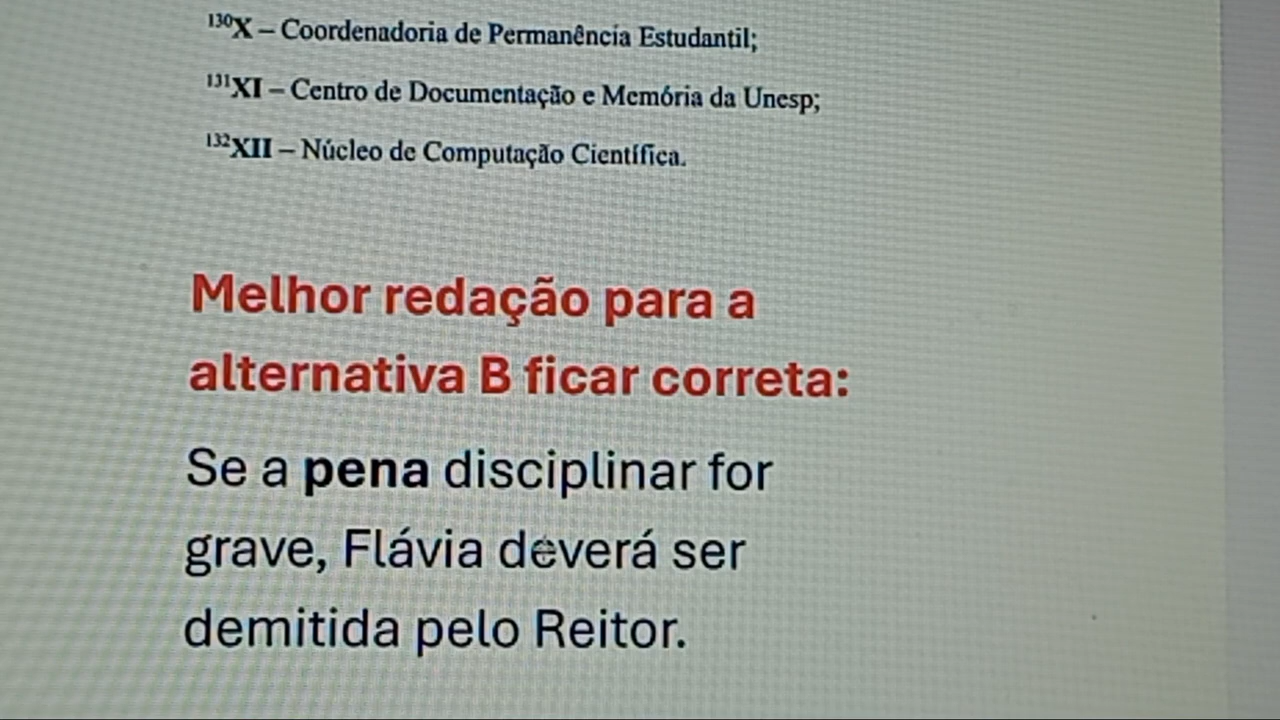 130X – Coordenadoria de Permanência Estudantil;
131XI – Centro de Documentação e Memória da Unesp;
132XII – Núcleo de Computação Científica.
Melhor redação para a
alternativa B ficar correta:
Se a pena disciplinar for
grave, Flávia deverá ser
demitida pelo Reitor.